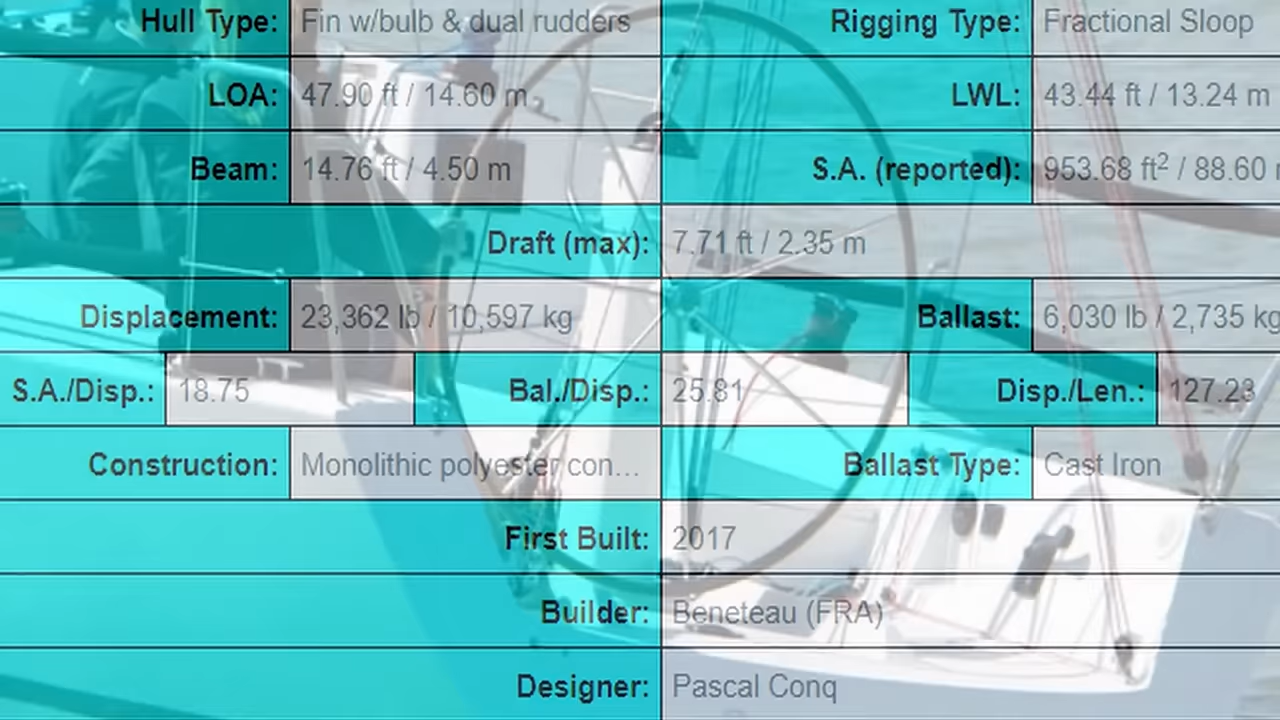 Hull Type: Fin w/bulb & dual rudders Rigging Type: Fractional Sloop
LOA: 47.90 ft / 14.60 m LWL: 43.44 ft / 13.24 m
Beam: 14.76 ft / 4.50 m S.A. (reported): 953.68 ft² / 88.60
Draft (max): 7.71 ft / 2.35 m
Displacement: 23,362 lb / 10,597 kg Ballast: 6,030 lb / 2,735 kg
S.A./Disp.: 18.75 Bal./Disp.: 25.81 Disp./Len.: 127.23
Construction: Monolithic polyester con... Ballast Type: Cast Iron
First Built: 2017
Builder: Beneteau (FRA)
Designer: Pascal Conq